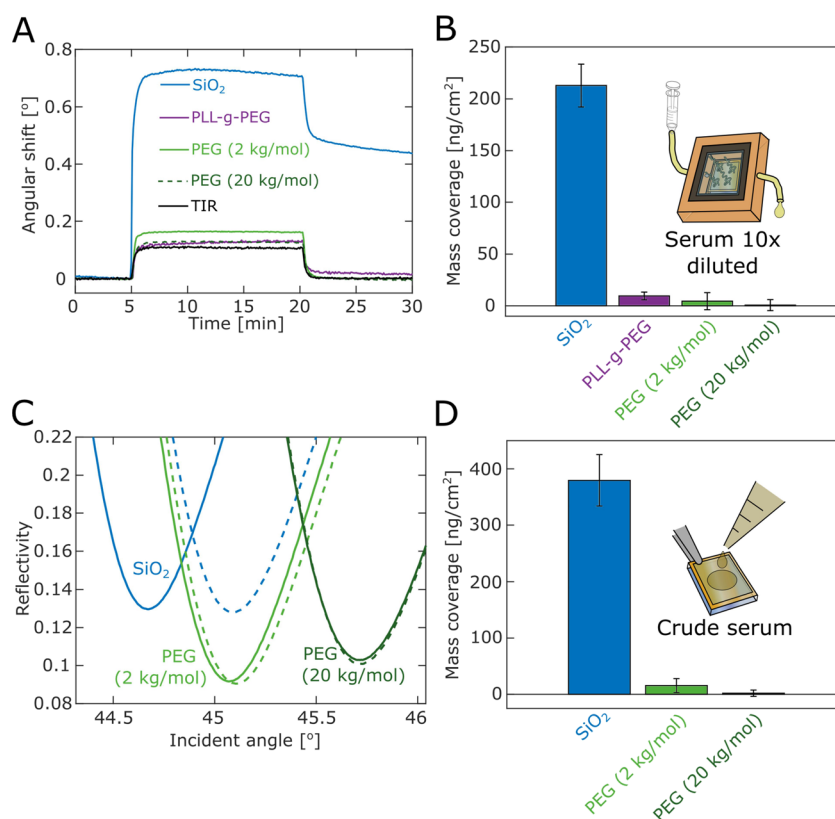 A
Angular shift [°]
0.8
0.6
0.4
0.2
0
SiO₂
PLL-g-PEG
PEG (2 kg/mol)
PEG (20 kg/mol)
TIR
0 5 10 15 20 25 30
Time [min]
B
Mass coverage [ng/cm²]
250
200
150
100
50
0
Serum 10x
diluted
SiO₂
PLL-g-PEG
PEG (2 kg/mol)
PEG (20 kg/mol)
C
Reflectivity
0.22
0.2
0.18
0.16
0.14
0.12
0.1
0.08
SiO₂
PEG
(2 kg/mol)
PEG
(20 kg/mol)
44.5 45 45.5 46
Incident angle [°]
D
Mass coverage [ng/cm²]
400
300
200
100
0
Crude serum
SiO₂
PEG (2 kg/mol)
PEG (20 kg/mol)